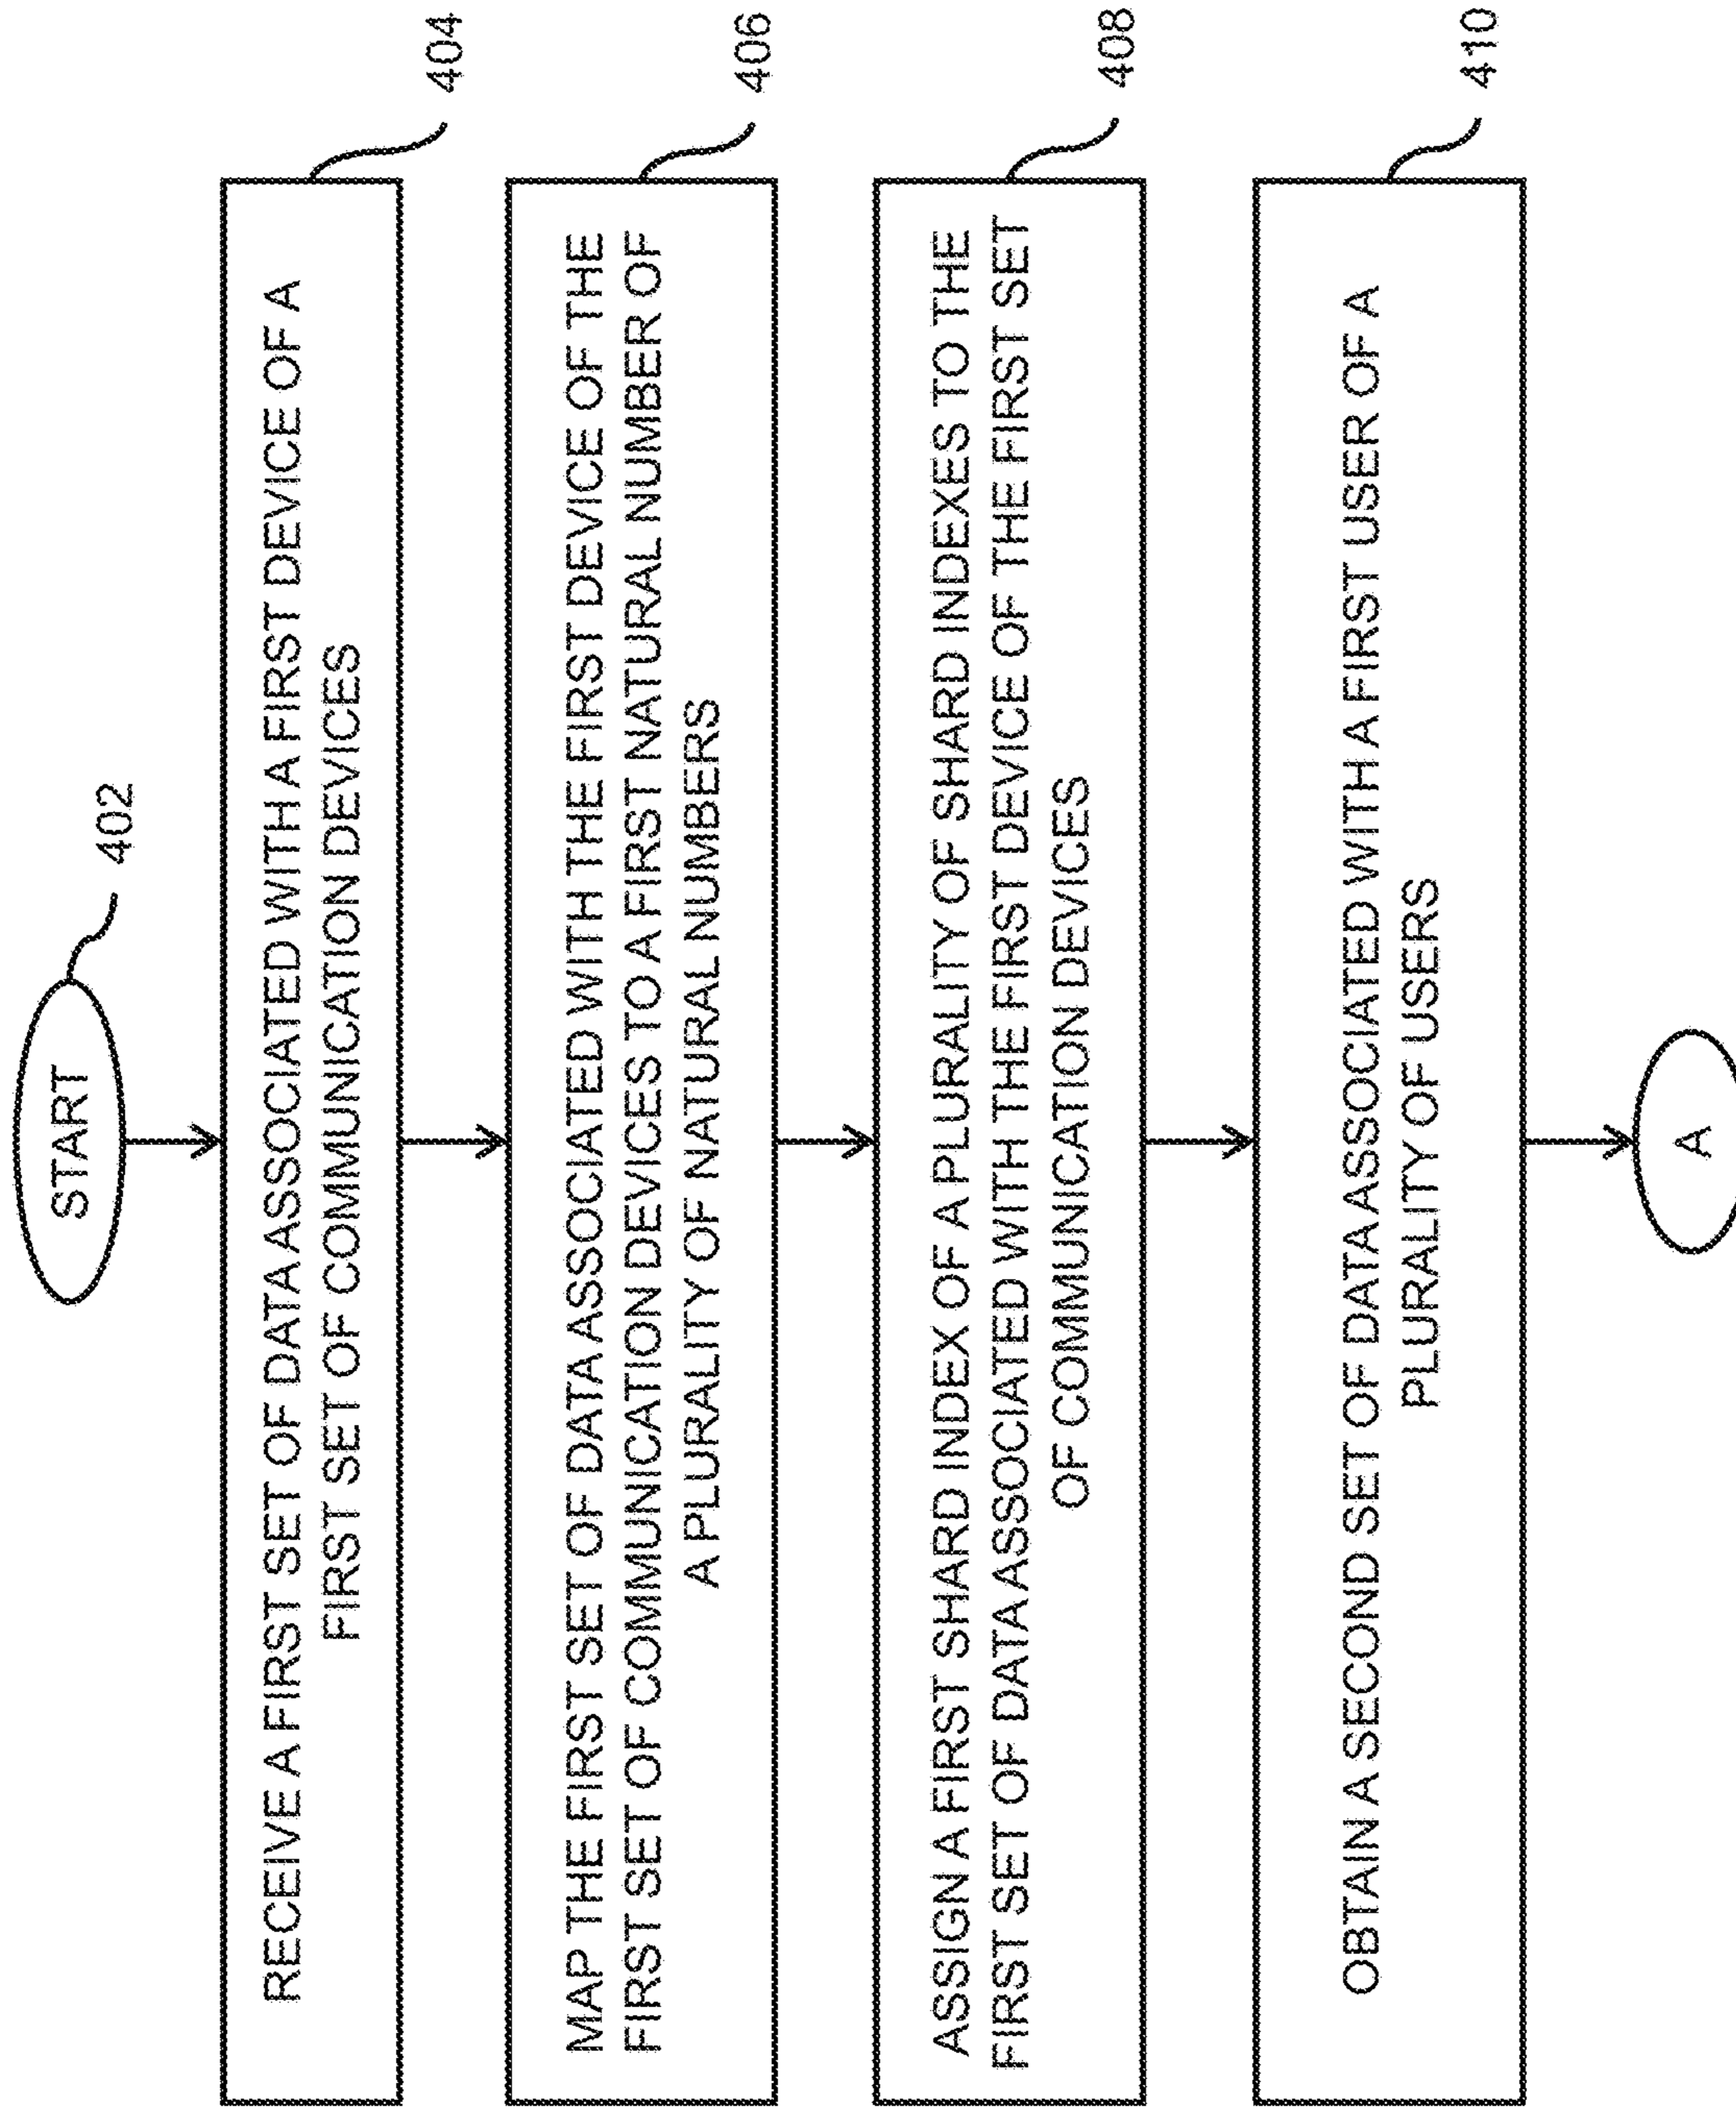 START
402
RECEIVE A FIRST SET OF DATA ASSOCIATED WITH A FIRST DEVICE OF A
FIRST SET OF COMMUNICATION DEVICES
404
MAP THE FIRST SET OF DATA ASSOCIATED WITH THE FIRST DEVICE OF THE
FIRST SET OF COMMUNICATION DEVICES TO A FIRST NATURAL NUMBER OF
A PLURALITY OF NATURAL NUMBERS
406
ASSIGN A FIRST SHARD INDEX OF A PLURALITY OF SHARD INDEXES TO THE
FIRST SET OF DATA ASSOCIATED WITH THE FIRST DEVICE OF THE FIRST SET
OF COMMUNICATION DEVICES
408
OBTAIN A SECOND SET OF DATA ASSOCIATED WITH A FIRST USER OF A
PLURALITY OF USERS
410
A